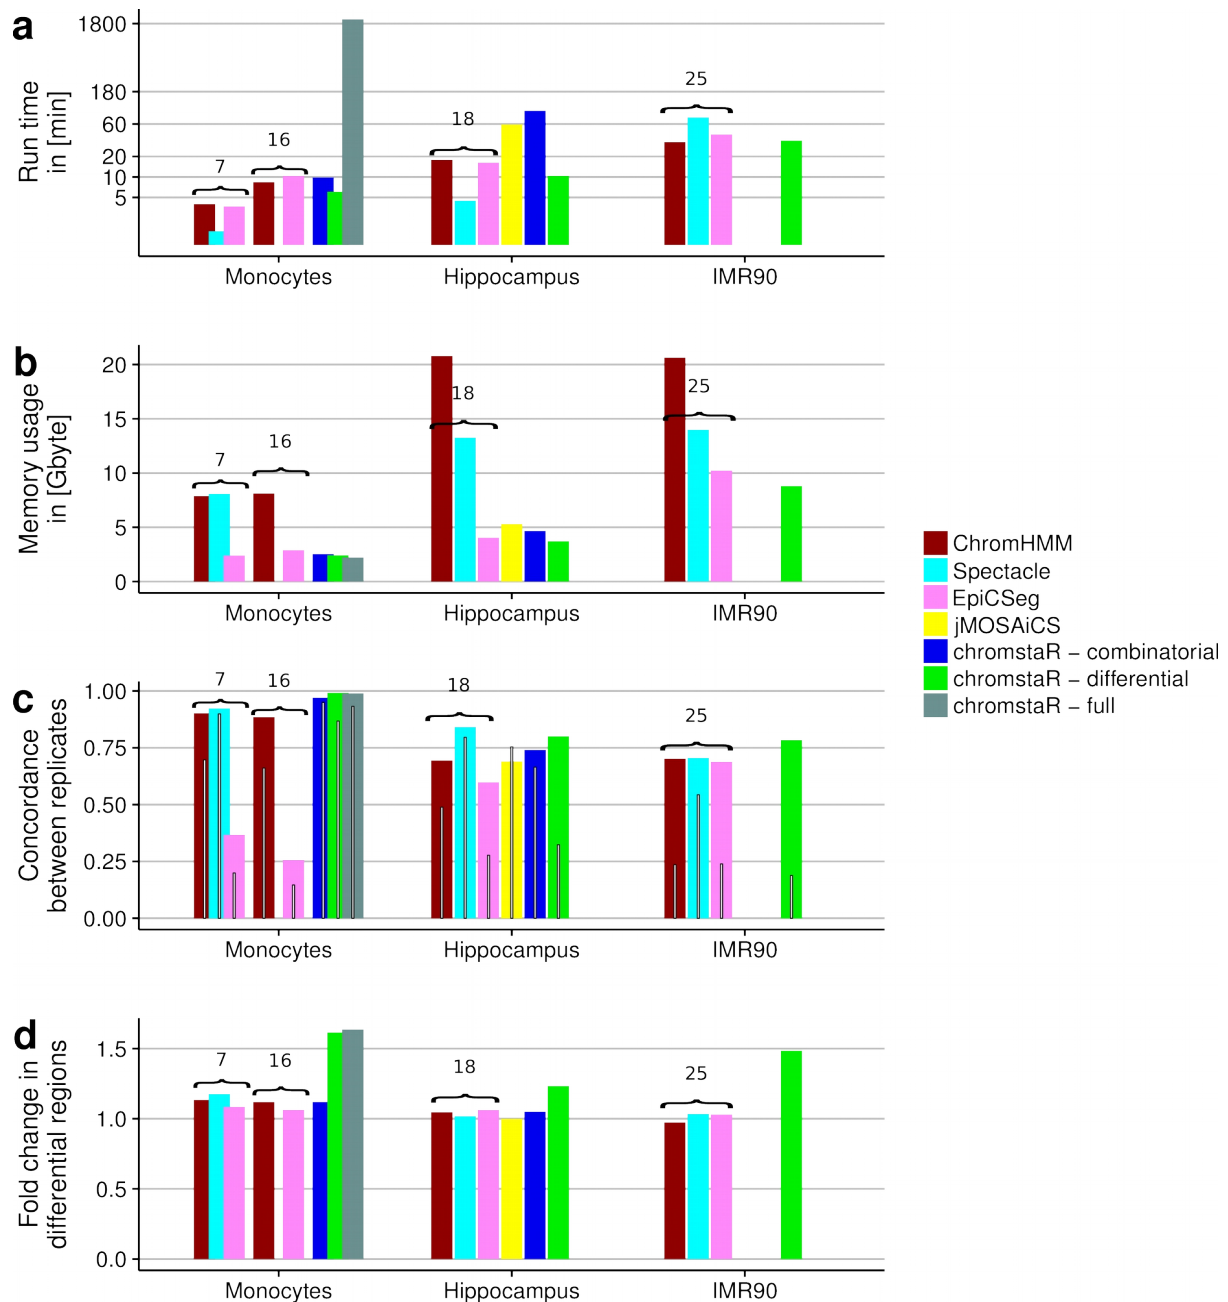 a
Run time
in [min]
1800
180
60
20
10
5
7
16
18
25
Monocytes
Hippocampus
IMR90
b
Memory usage
in [Gbyte]
20
15
10
5
0
7
16
18
25
Monocytes
Hippocampus
IMR90
ChromHMM
Spectacle
EpiCSeg
jMOSAiCS
chromstaR − combinatorial
chromstaR − differential
chromstaR − full
c
Concordance
between replicates
1.00
0.75
0.50
0.25
0.00
7
16
18
25
Monocytes
Hippocampus
IMR90
d
Fold change in
differential regions
1.5
1.0
0.5
0.0
7
16
18
25
Monocytes
Hippocampus
IMR90